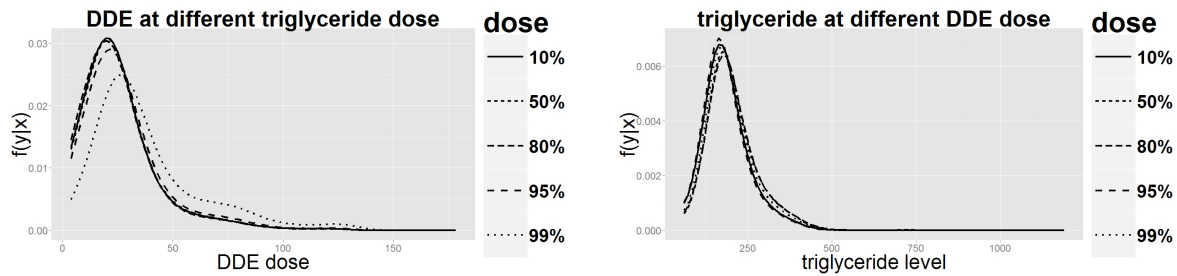 DDE at different triglyceride dose
f(y|x)
0.03
0.02
0.01
0.00
0 50 100 150
DDE dose
dose
10%
50%
80%
95%
99%
triglyceride at different DDE dose
f(y|x)
0.006
0.004
0.002
0.000
250 500 750 1000
triglyceride level
dose
10%
50%
80%
95%
99%